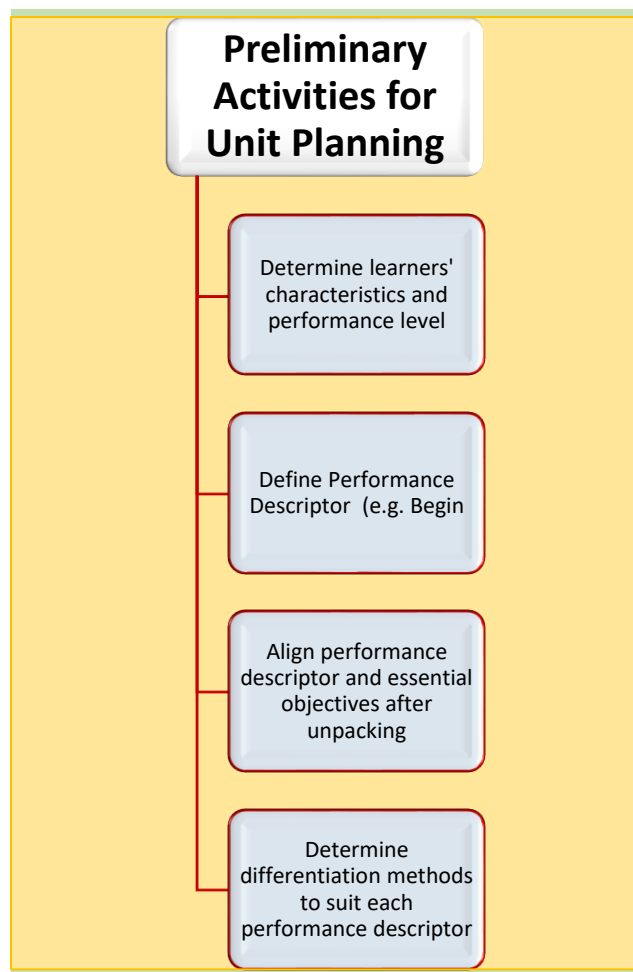 Preliminary
Activities for
Unit Planning
Determine learners'
characteristics and
performance level
Define Performance
Descriptor (e.g. Begin
Align performance
descriptor and essential
objectives after
unpacking
Determine
differentiation methods
to suit each
performance descriptor